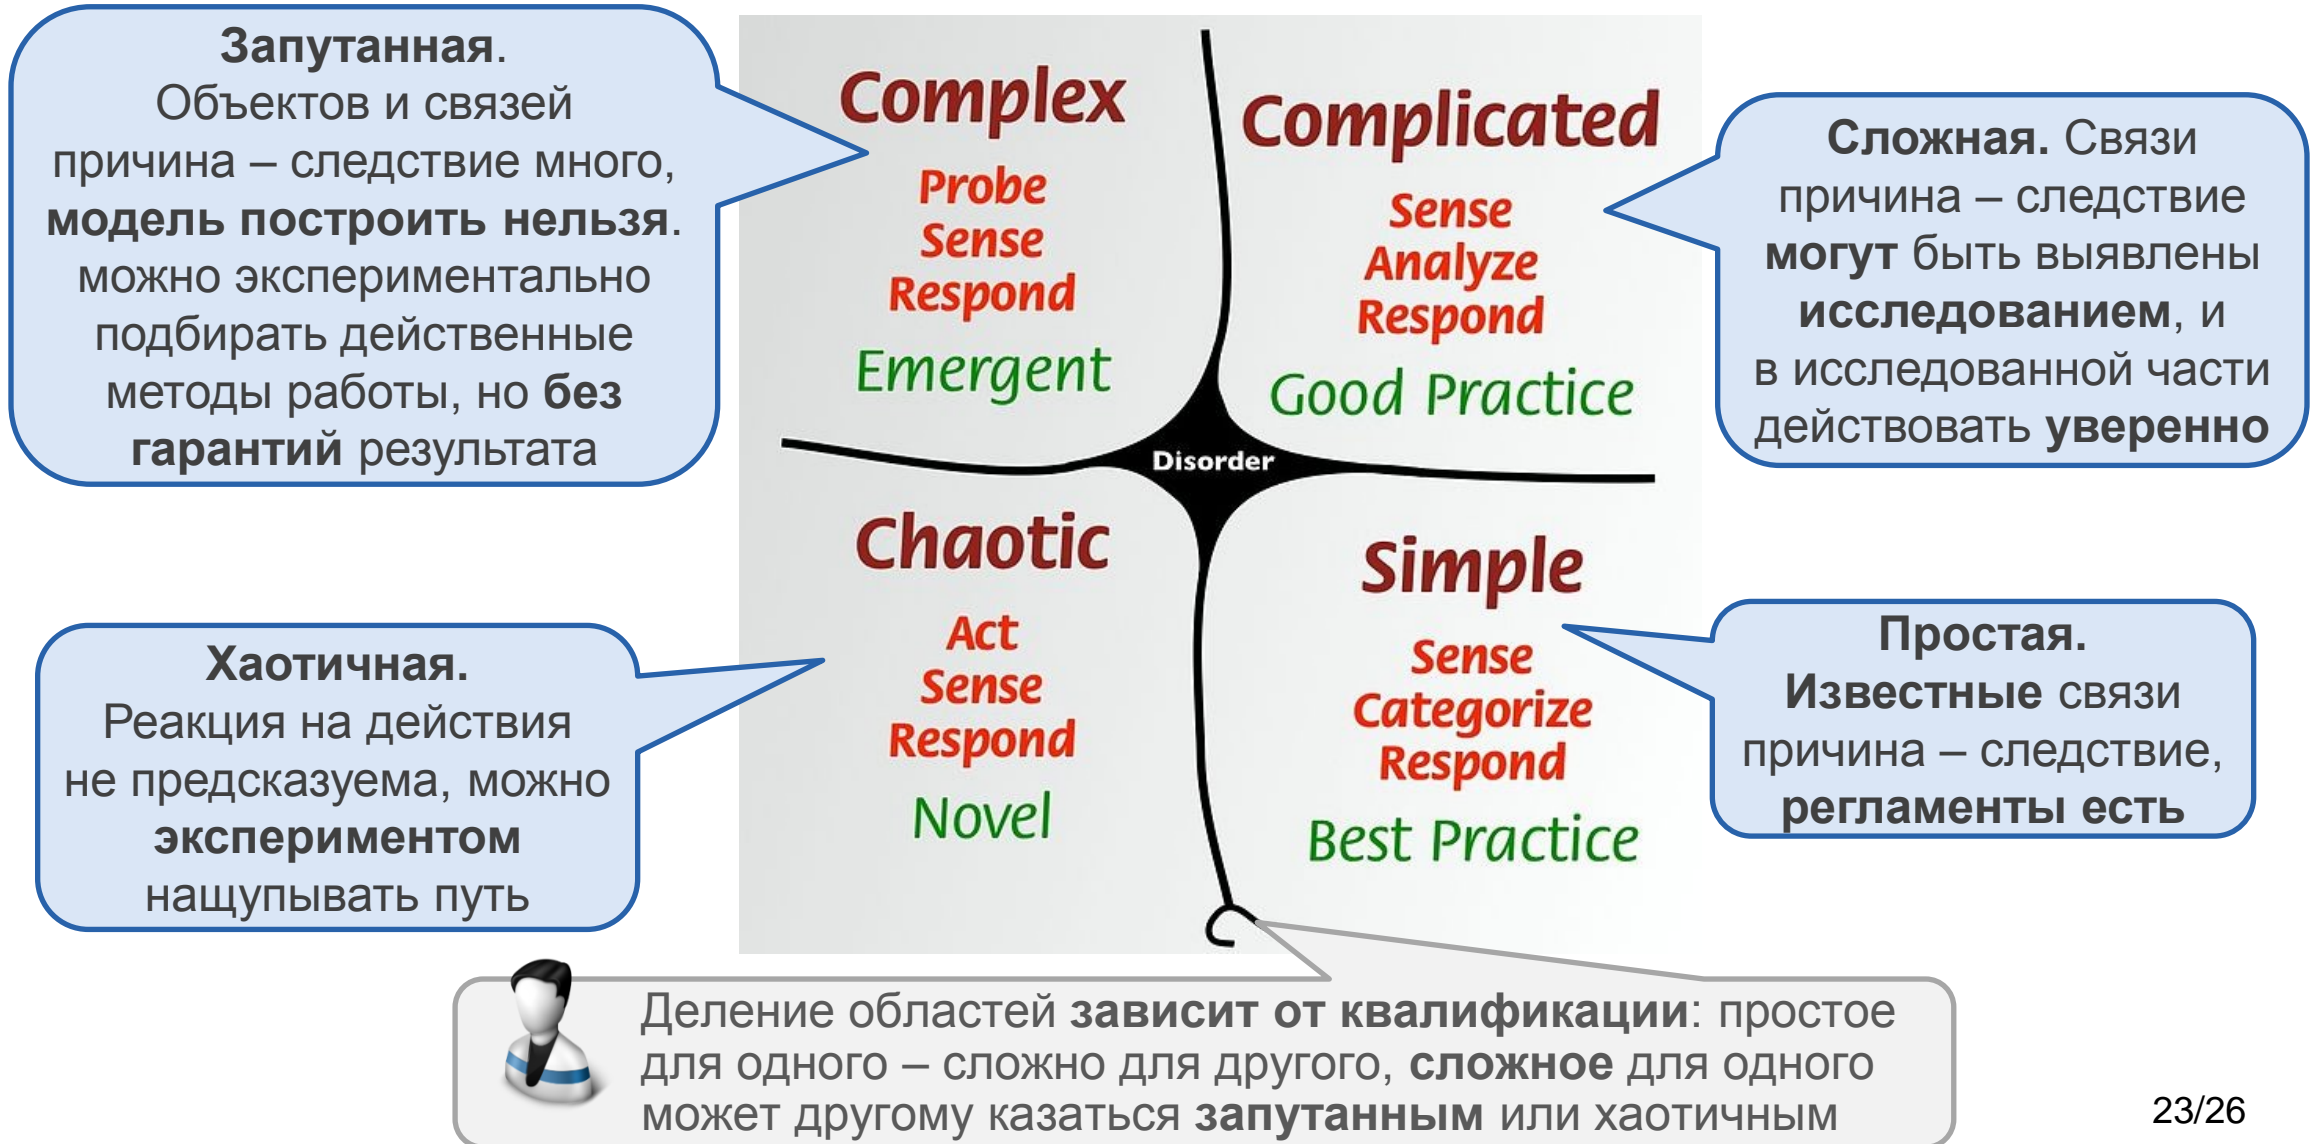 Запутанная.
Объектов и связей
причина – следствие много,
модель построить нельзя.
можно экспериментально
подбирать действенные
методы работы, но без
гарантий результата
Complex
Probe
Sense
Respond
Emergent
Complicated
Sense
Analyze
Respond
Good Practice
Сложная. Связи
причина – следствие
могут быть выявлены
исследованием, и
в исследованной части
действовать уверенно
Disorder
Хаотичная.
Реакция на действия
не предсказуема, можно
экспериментом
нащупывать путь
Chaotic
Act
Sense
Respond
Novel
Simple
Sense
Categorize
Respond
Best Practice
Простая.
Известные связи
причина – следствие,
регламенты есть
Деление областей зависит от квалификации: простое
для одного – сложно для другого, сложное для одного
может другому казаться запутанным или хаотичным
23/26